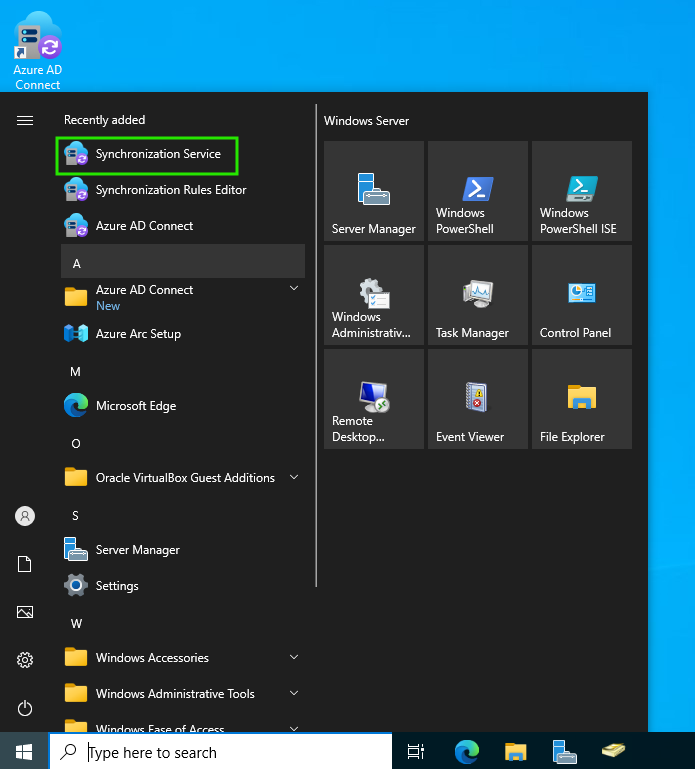 Azure AD
Connect
Recently added
Synchronization Service
Synchronization Rules Editor
Azure AD Connect
A
Azure AD Connect
New
Azure Arc Setup
M
Microsoft Edge
O
Oracle VirtualBox Guest Additions
S
Server Manager
Settings
W
Windows Accessories
Windows Administrative Tools
Windows Ease of Access
Windows Server
Server Manager
Windows
PowerShell
Windows
PowerShell ISE
Windows
Administrativ...
Task Manager
Control Panel
Remote
Desktop...
Event Viewer
File Explorer
Type here to search